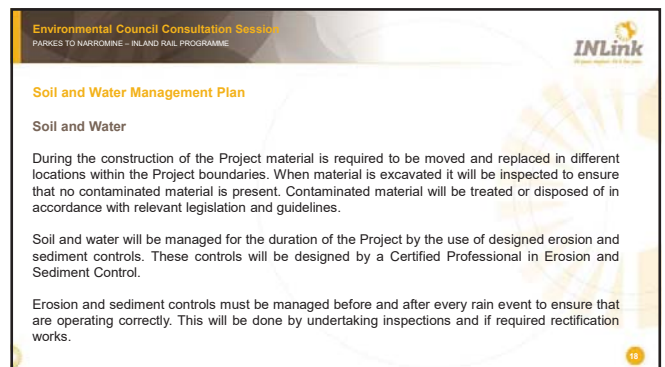 Environmental Council Consultation Session
PARKES TO NARROMINE – INLAND RAIL PROGRAMME
INLink
Soil and Water Management Plan
Soil and Water
During the construction of the Project material is required to be moved and replaced in different
locations within the Project boundaries. When material is excavated it will be inspected to ensure
that no contaminated material is present. Contaminated material will be treated or disposed of in
accordance with relevant legislation and guidelines.
Soil and water will be managed for the duration of the Project by the use of designed erosion and
sediment controls. These controls will be designed by a Certified Professional in Erosion and
Sediment Control.
Erosion and sediment controls must be managed before and after every rain event to ensure that
are operating correctly. This will be done by undertaking inspections and if required rectification
works.
18